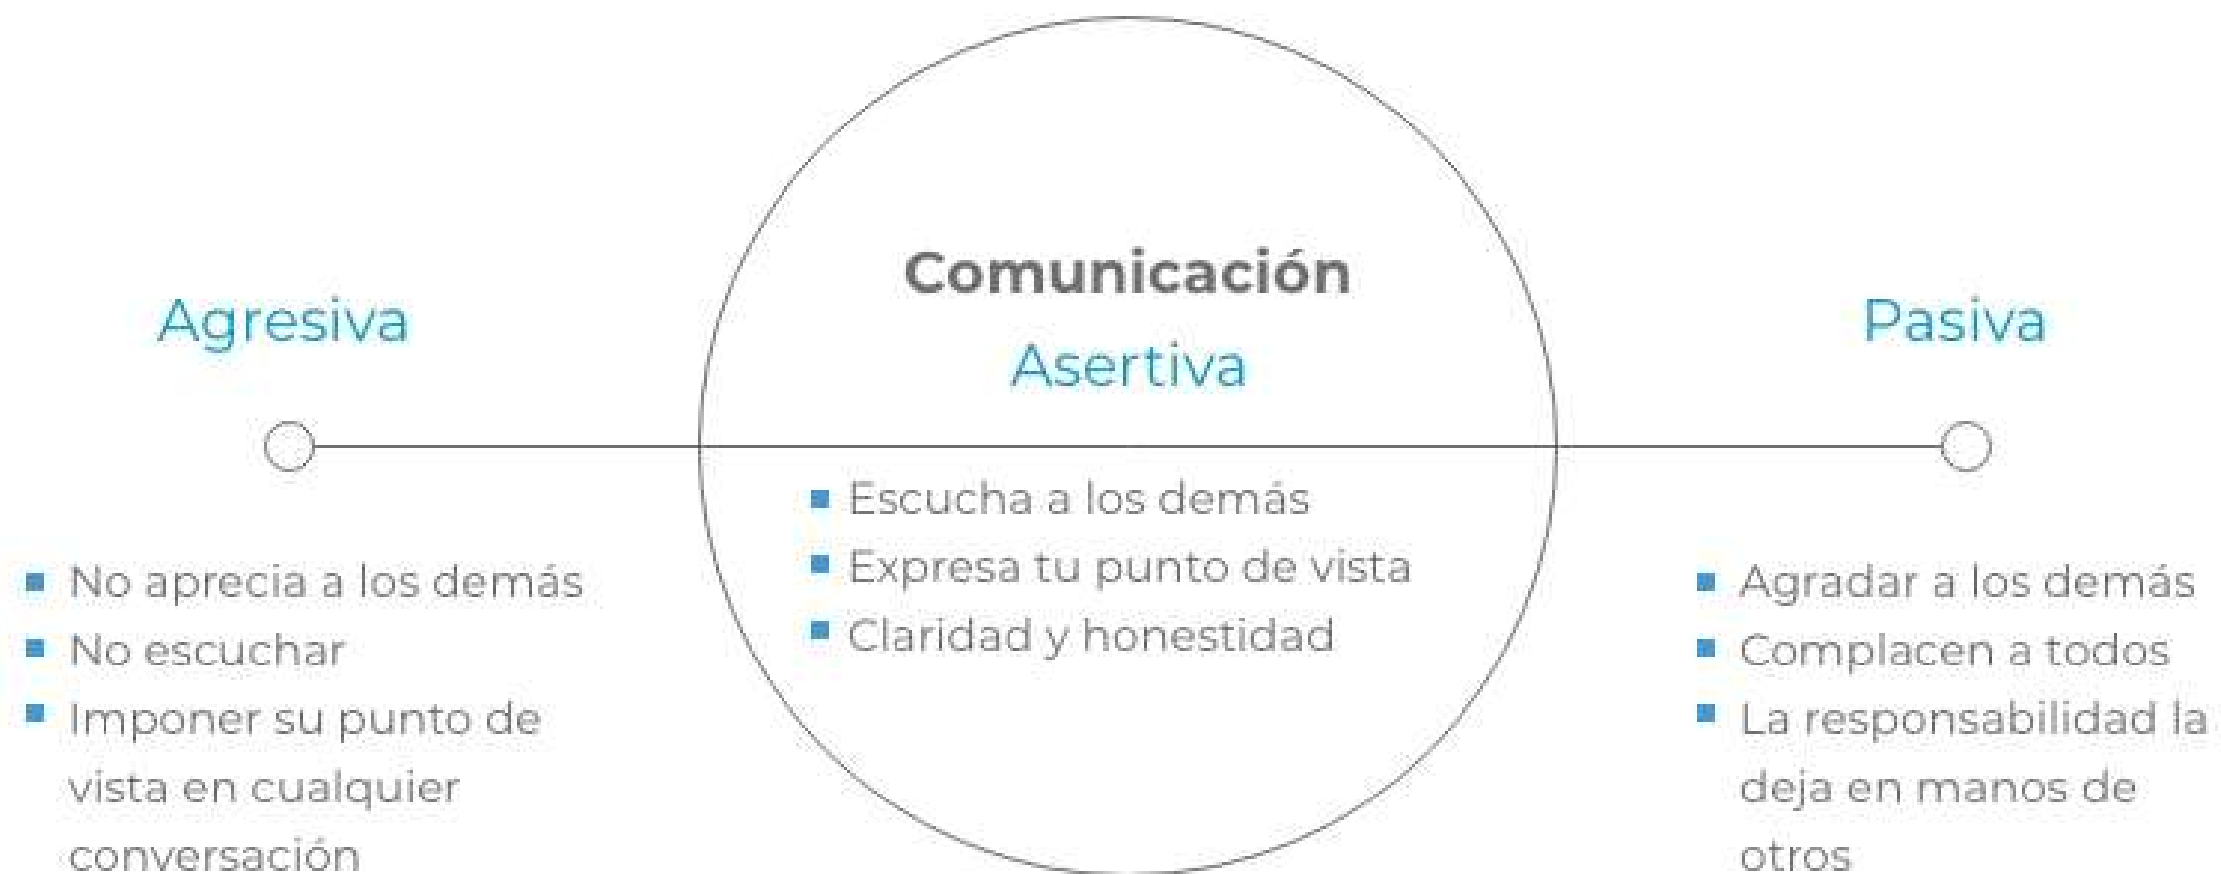 Agresiva
No aprecia a los demás
No escuchar
Imponer su punto de
vista en cualquier
conversación
Comunicación
Asertiva
Escucha a los demás
Expresa tu punto de vista
Claridad y honestidad
Pasiva
Agradar a los demás
Complacen a todos
La responsabilidad la
deja en manos de
otros